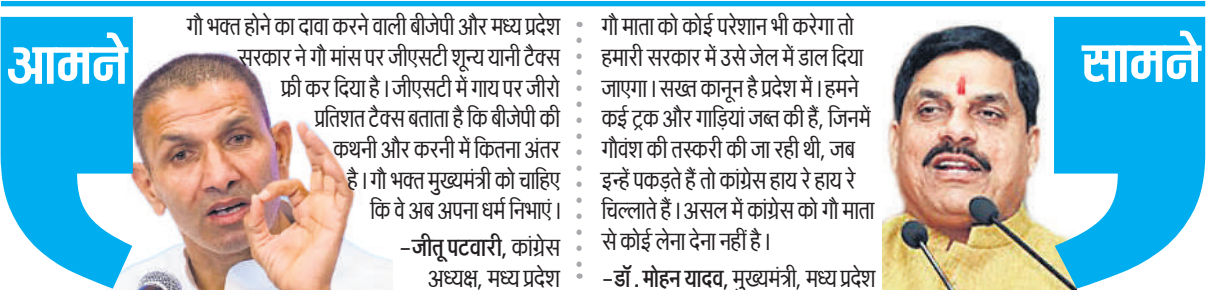 आमने
गौ भक्त होने का दावा करने वाली बीजेपी और मध्य प्रदेश
सरकार ने गौ मांस पर जीएसटी शून्य यानी टैक्स
फ्री कर दिया है। जीएसटी में गाय पर जीरो
प्रतिशत टैक्स बताता है कि बीजेपी की
कथनी और करनी में कितना अंतर
है। गौ भक्त मुख्यमंत्री को चाहिए
कि वे अब अपना धर्म निभाएं।
-जीतू पटवारी, कांग्रेस
अध्यक्ष, मध्य प्रदेश
गौ माता को कोई परेशान भी करेगा तो
हमारी सरकार में उसे जेल में डाल दिया
जाएगा। सख्त कानून है प्रदेश में। हमने
कई ट्रक और गाड़ियां जब्त की हैं, जिनमें
गौवंश की तस्करी की जा रही थी, जब
इन्हें पकड़ते हैं तो कांग्रेस हाय रे हाय रे
चिल्लाते हैं। असल में कांग्रेस को गौ माता
से कोई लेना देना नहीं है।
-डॉ. मोहन यादव, मुख्यमंत्री, मध्य प्रदेश
सामने